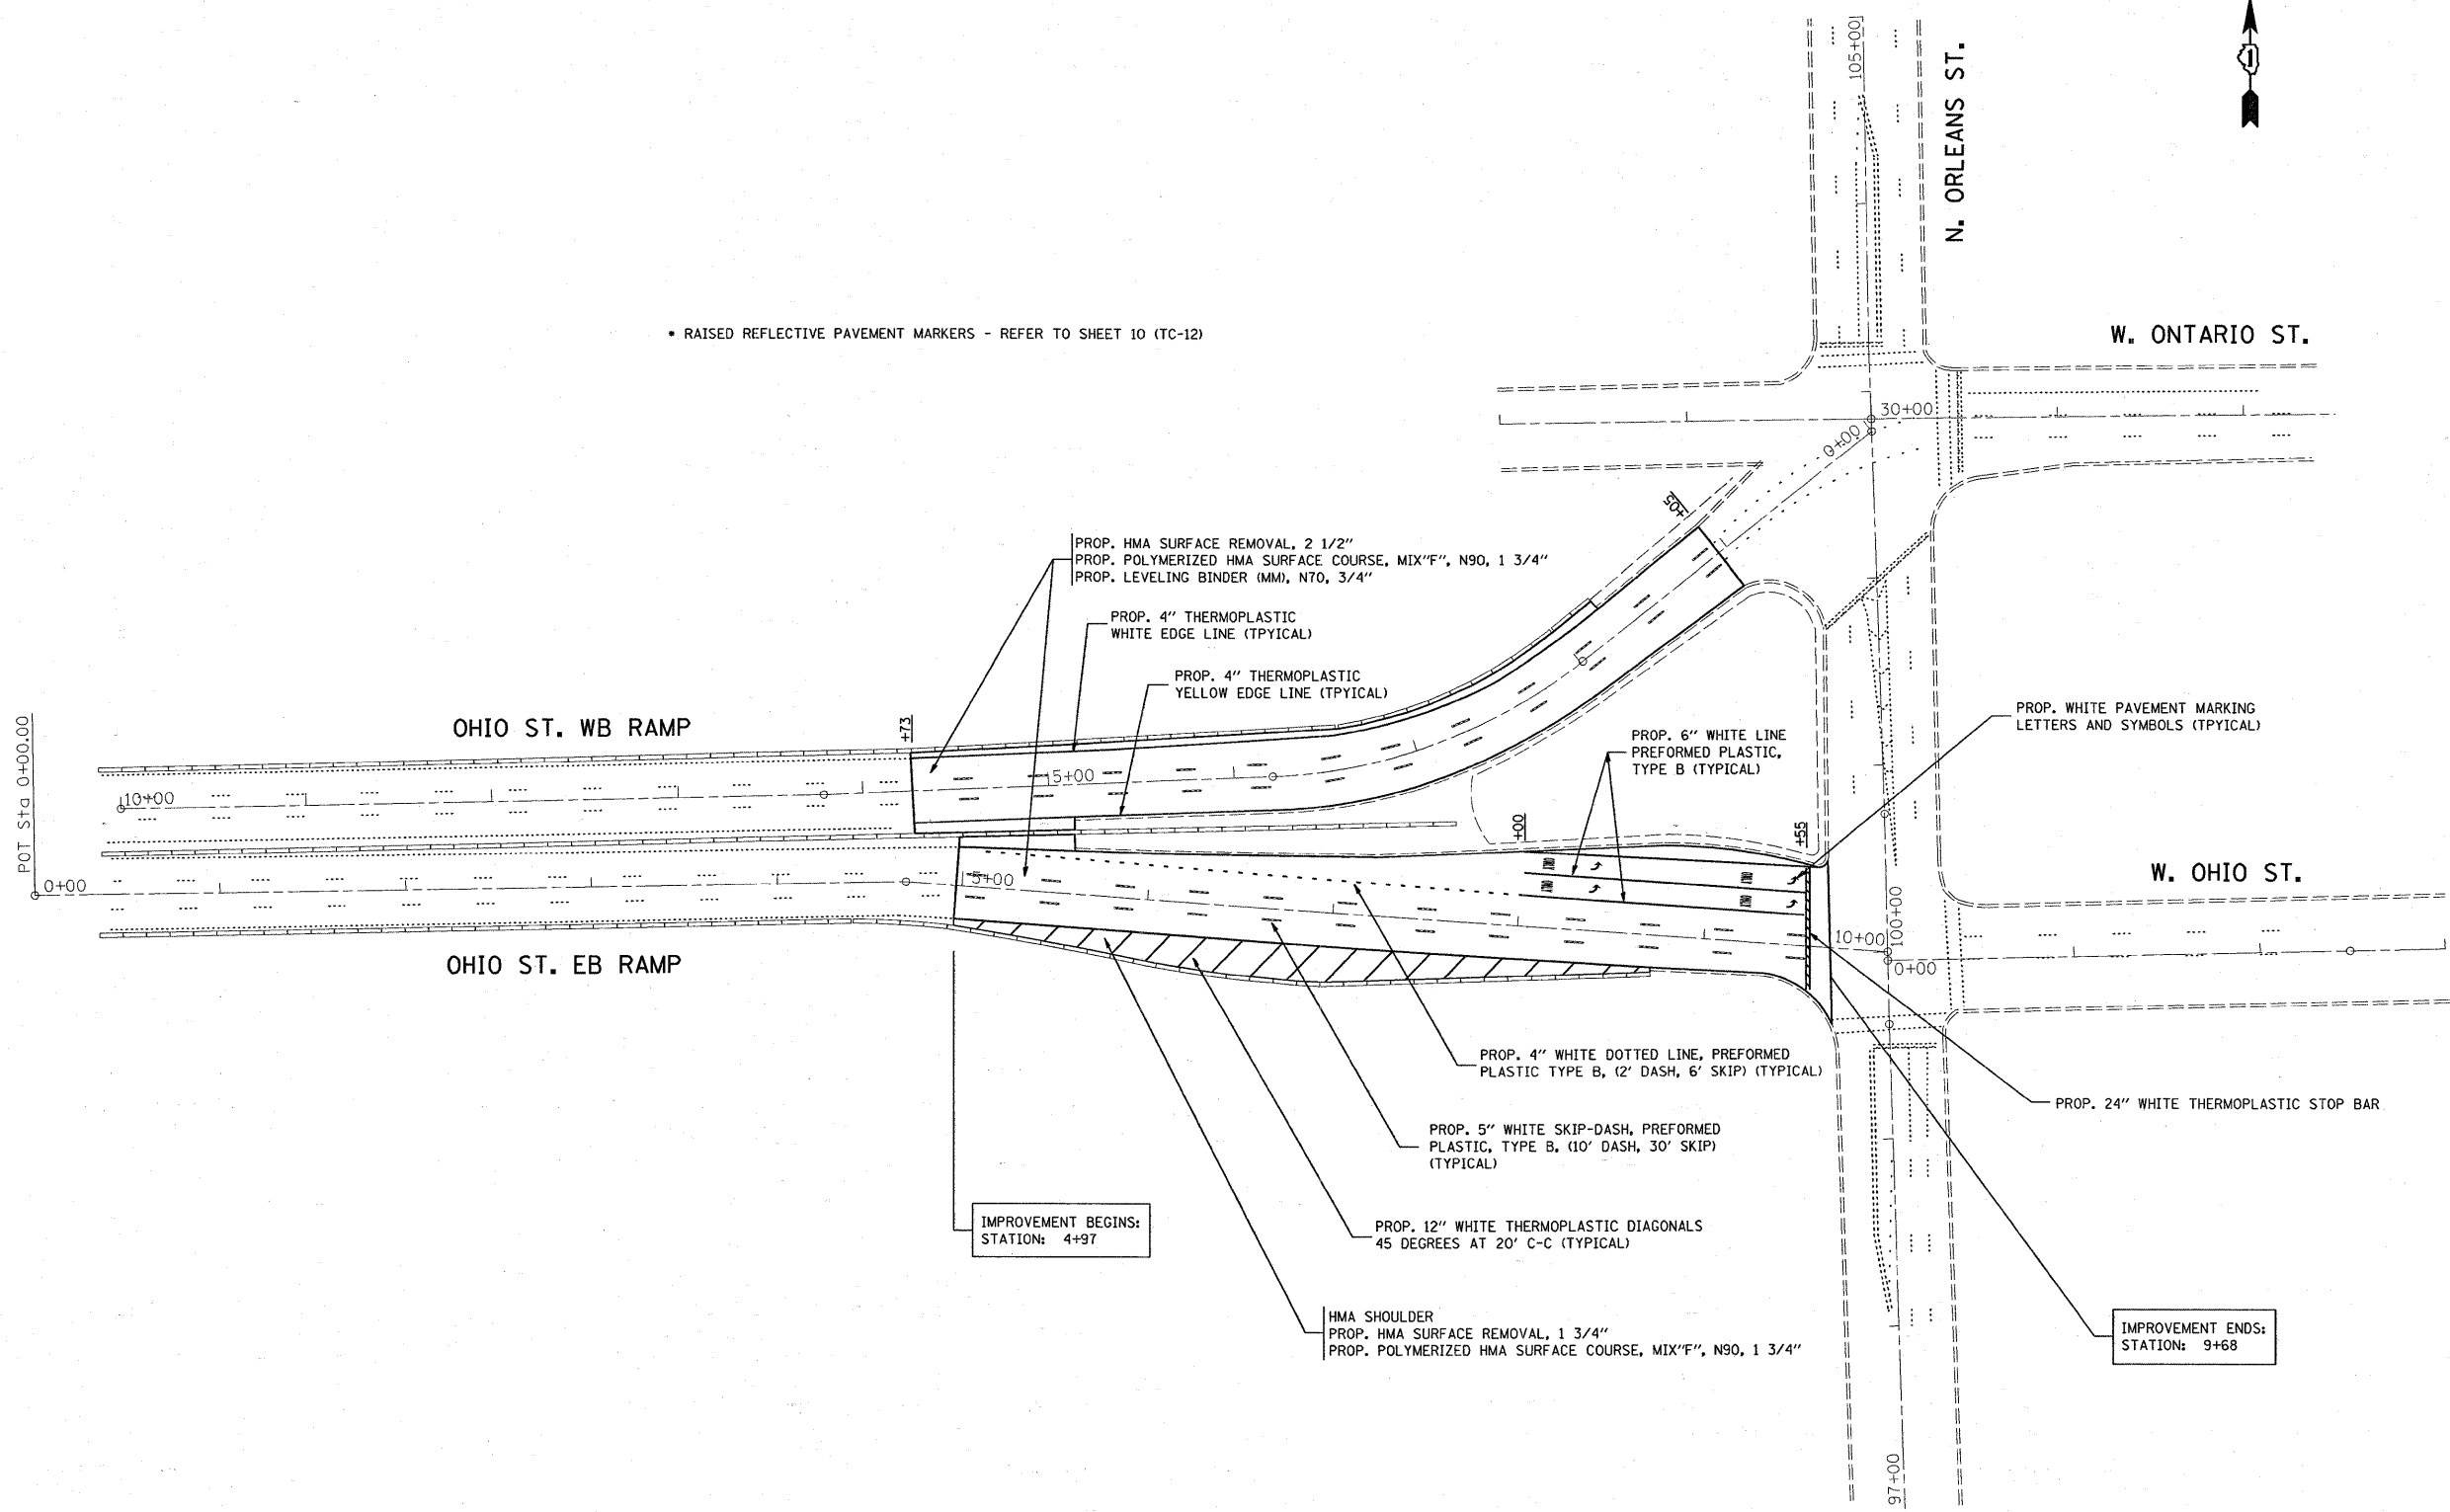 105+00
N. ORLEANS ST.
W. ONTARIO ST.
* RAISED REFLECTIVE PAVEMENT MARKERS - REFER TO SHEET 10 (TC-12)
30+00
0+00
+05
PROP. HMA SURFACE REMOVAL, 2 1/2"
PROP. POLYMERIZED HMA SURFACE COURSE, MIX"F", N90, 1 3/4"
PROP. LEVELING BINDER (MM), N70, 3/4"
PROP. 4" THERMOPLASTIC
WHITE EDGE LINE (TPYICAL)
PROP. 4" THERMOPLASTIC
YELLOW EDGE LINE (TPYICAL)
PROP. WHITE PAVEMENT MARKING
LETTERS AND SYMBOLS (TPYICAL)
PROP. 6" WHITE LINE
PREFORMED PLASTIC,
TYPE B (TYPICAL)
OHIO ST. WB RAMP
+73
POT Sta 0+00.00
10+00
15+00
+00
+55
0+00
5+00
W. OHIO ST.
10+00
100+00
0+00
OHIO ST. EB RAMP
PROP. 4" WHITE DOTTED LINE, PREFORMED
PLASTIC TYPE B, (2' DASH, 6' SKIP) (TYPICAL)
PROP. 24" WHITE THERMOPLASTIC STOP BAR
PROP. 5" WHITE SKIP-DASH, PREFORMED
PLASTIC, TYPE B, (10' DASH, 30' SKIP)
(TYPICAL)
IMPROVEMENT BEGINS:
STATION: 4+97
PROP. 12" WHITE THERMOPLASTIC DIAGONALS
45 DEGREES AT 20' C-C (TYPICAL)
HMA SHOULDER
PROP. HMA SURFACE REMOVAL, 1 3/4"
PROP. POLYMERIZED HMA SURFACE COURSE, MIX"F", N90, 1 3/4"
IMPROVEMENT ENDS:
STATION: 9+68
97+00